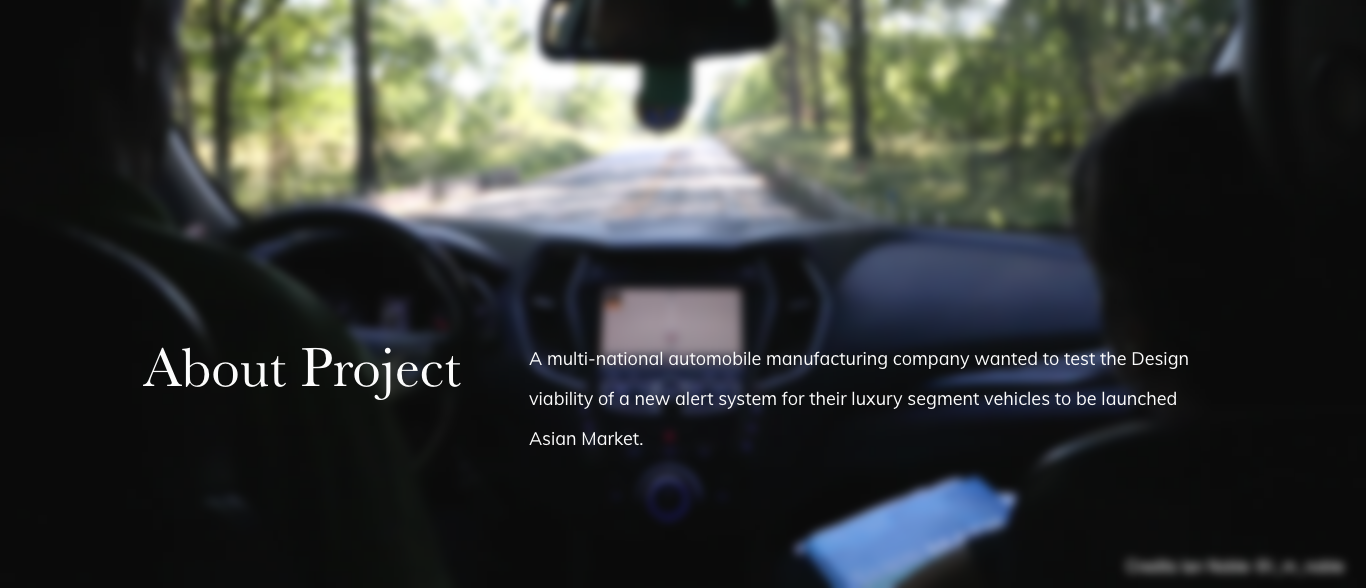 About Project
A multi-national automobile manufacturing company wanted to test the Design
viability of a new alert system for their luxury segment vehicles to be launched
Asian Market.